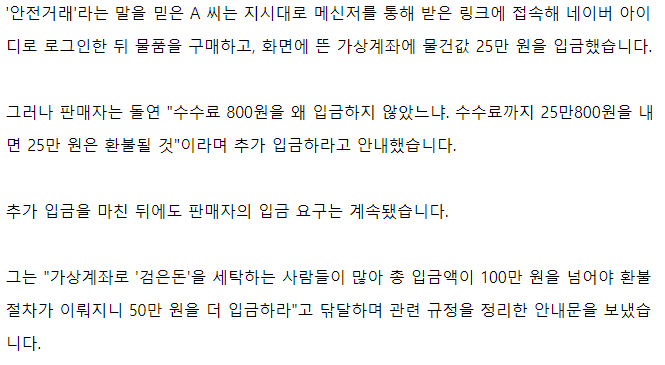 '안전거래'라는 말을 믿은 A 씨는 지시대로 메신저를 통해 받은 링크에 접속해 네이버 아이
디로 로그인한 뒤 물품을 구매하고, 화면에 뜬 가상계좌에 물건값 25만 원을 입금했습니다.
그러나 판매자는 돌연 "수수료 800원을 왜 입금하지 않았느냐. 수수료까지 25만800원을 내
면 25만 원은 환불될 것"이라며 추가 입금하라고 안내했습니다.
추가 입금을 마친 뒤에도 판매자의 입금 요구는 계속됐습니다.
그는 "가상계좌로 '검은돈'을 세탁하는 사람들이 많아 총 입금액이 100만 원을 넘어야 환불
절차가 이뤄지니 50만 원을 더 입금하라"고 닦달하며 관련 규정을 정리한 안내문을 보냈습
니다.